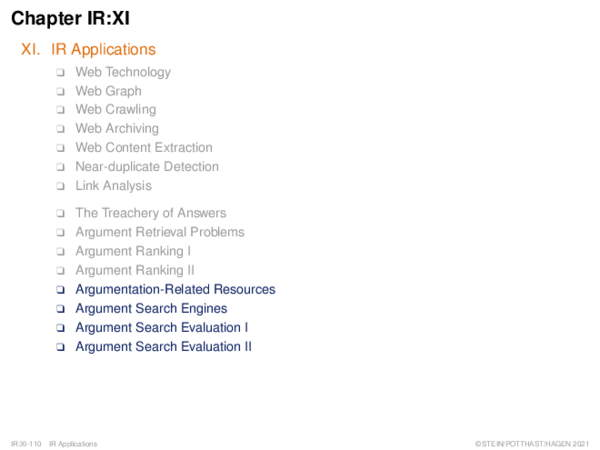 Chapter IR:XI
XI. IR Applications
❑ Web Technology
❑ Web Graph
❑ Web Crawling
❑ Web Archiving
❑ Web Content Extraction
❑ Near-duplicate Detection
❑ Link Analysis
❑ The Treachery of Answers
❑ Argument Retrieval Problems
❑ Argument Ranking I
❑ Argument Ranking II
❑ Argumentation-Related Resources
❑ Argument Search Engines
❑ Argument Search Evaluation I
❑ Argument Search Evaluation II
IR:XI-110 IR Applications ©STEIN/POTTHAST/HAGEN 2021